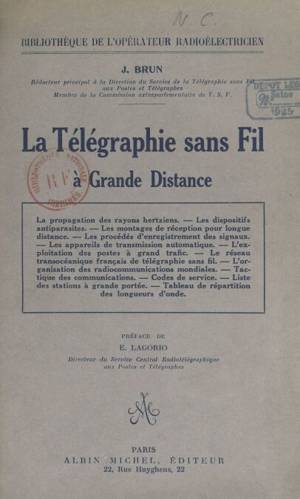 N C.
BIBLIOTHÈQUE DE L'OPÉRATEUR RADIOÉLECTRICIEN
J. BRUN
Rédacteur principal à la Direction du Service de la Télégraphie sans Fil
aux Postes et Télégraphes
Membre de la Commission extraparlementaire de T. S. F.
DÉPOT LÉGAL
1925
La Télégraphie sans Fil
à Grande Distance
R F
La propagation des rayons hertziens. — Les dispositifs
antiparasites. — Les montages de réception pour longue
distance. — Les procédés d'enregistrement des signaux.
— Les appareils de transmission automatique. — L'ex-
ploitation des postes à grand trafic. — Le réseau
transocéanique français de télégraphie sans fil. — L'or-
ganisation des radiocommunications mondiales. — Tac-
tique des communications. — Codes de service. — Liste
des stations à grande portée. — Tableau de répartition
des longueurs d'onde.
PRÉFACE DE
E. LAGORIO
Directeur du Service Central Radiotélégraphique
aux Postes et Télégraphes
PARIS
ALBIN MICHEL, ÉDITEUR
22, Rue Huyghens, 22